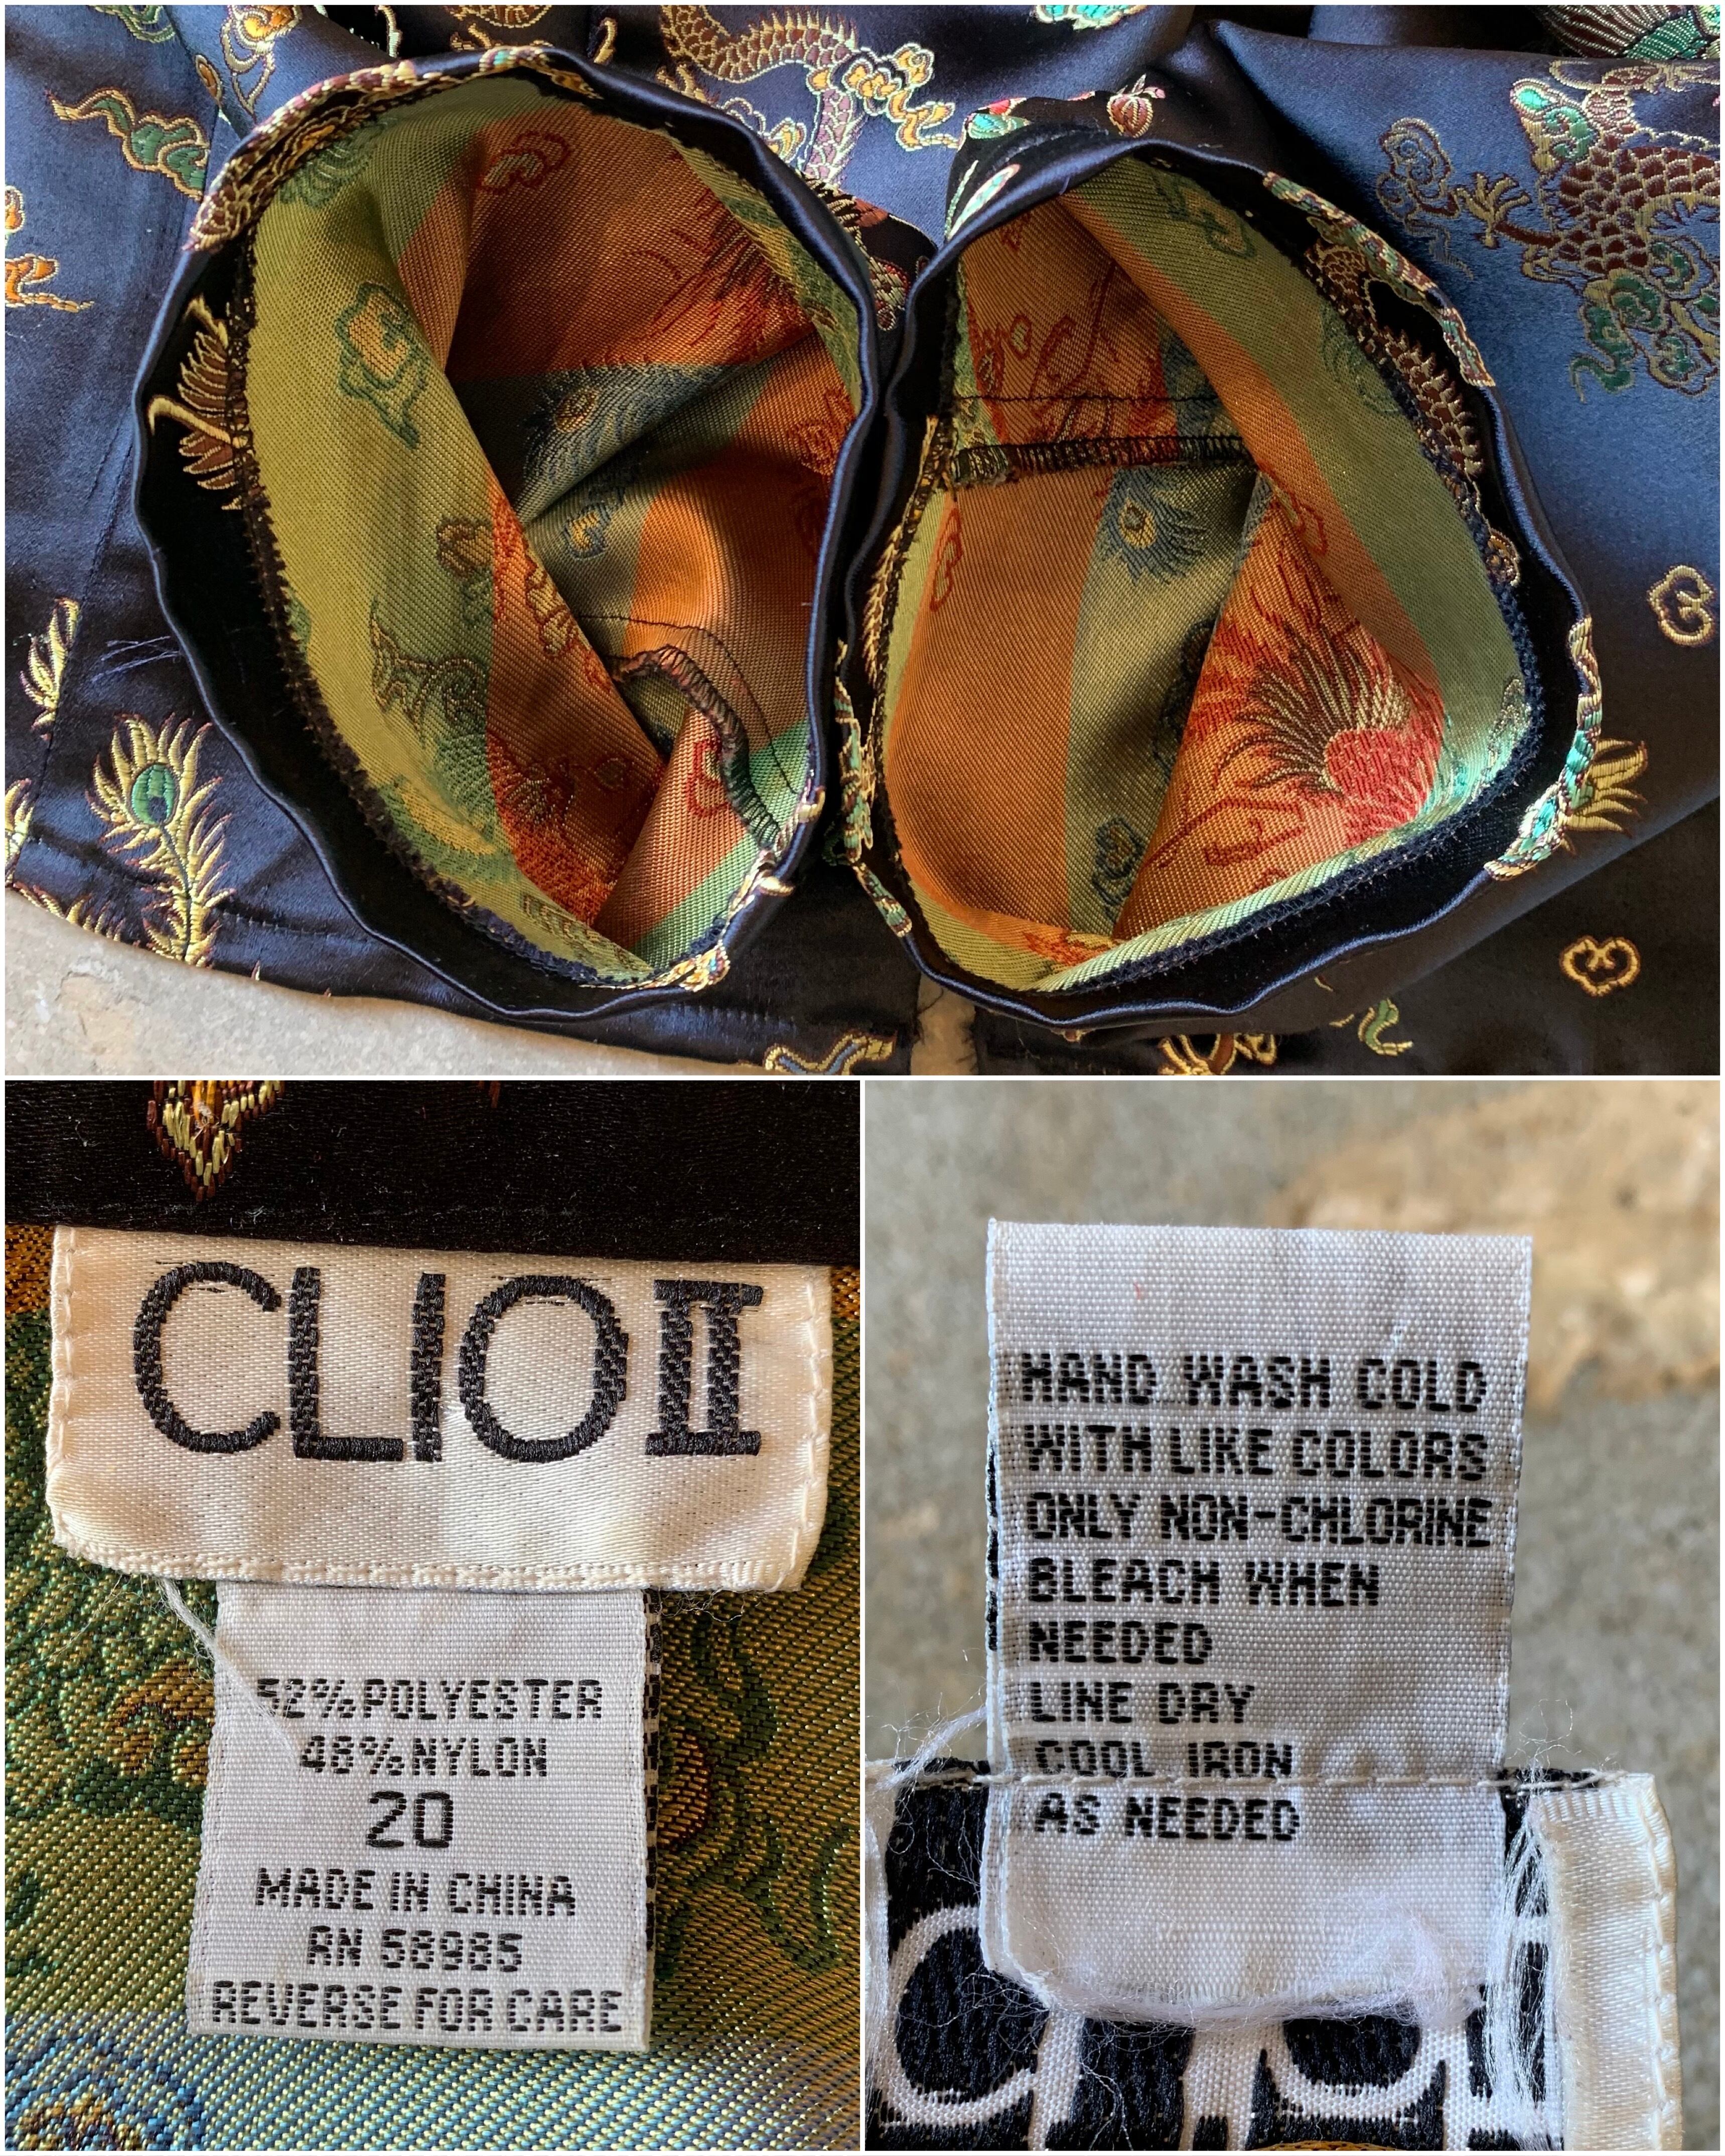 CLIO II
52% POLYESTER
48% NYLON
20
MADE IN CHINA
RN 58985
REVERSE FOR CARE
HAND WASH COLD
WITH LIKE COLORS
ONLY NON-CHLORINE
BLEACH WHEN
NEEDED
LINE DRY
COOL IRON
AS NEEDED